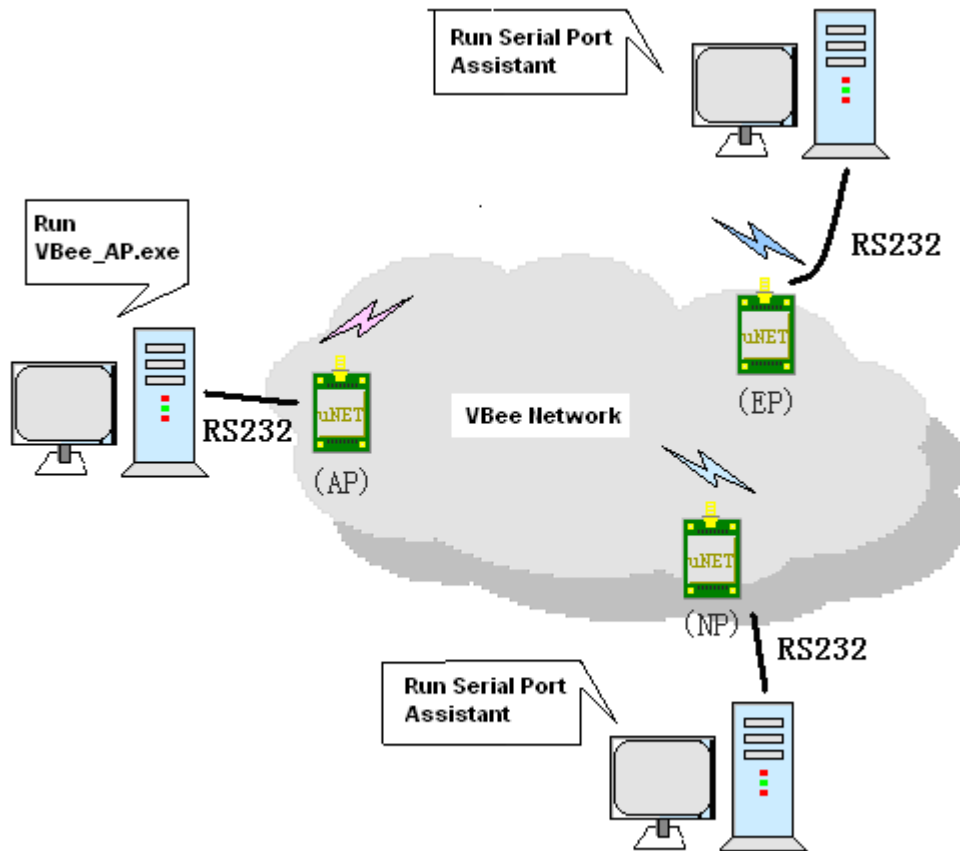 Run Serial Port
Assistant
Run
VBee_AP.exe
RS232
uNET
(EP)
RS232
uNET
(AP)
VBee Network
uNET
(NP)
RS232
Run Serial Port
Assistant